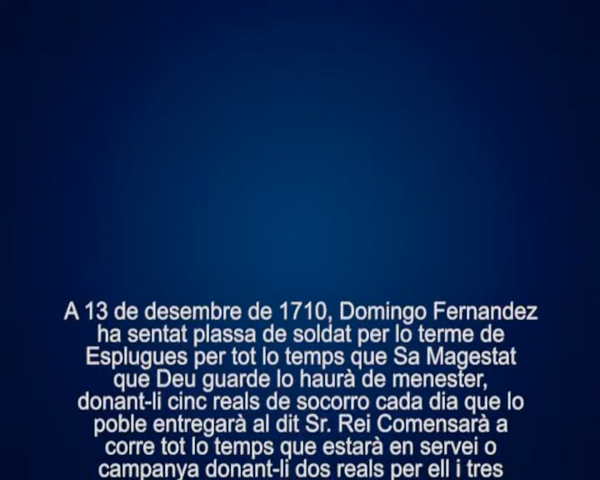 A 13 de desembre de 1710, Domingo Fernandez
ha sentat plassa de soldat per lo terme de
Esplugues per tot lo temps que Sa Magestat
que Deu guarde lo haurà de menester,
donant-li cinc reals de socorro cada dia que lo
poble entregarà al dit Sr. Rei Comensarà a
corre tot lo temps que estarà en servei o
campanya donant-li dos reals per ell i tres